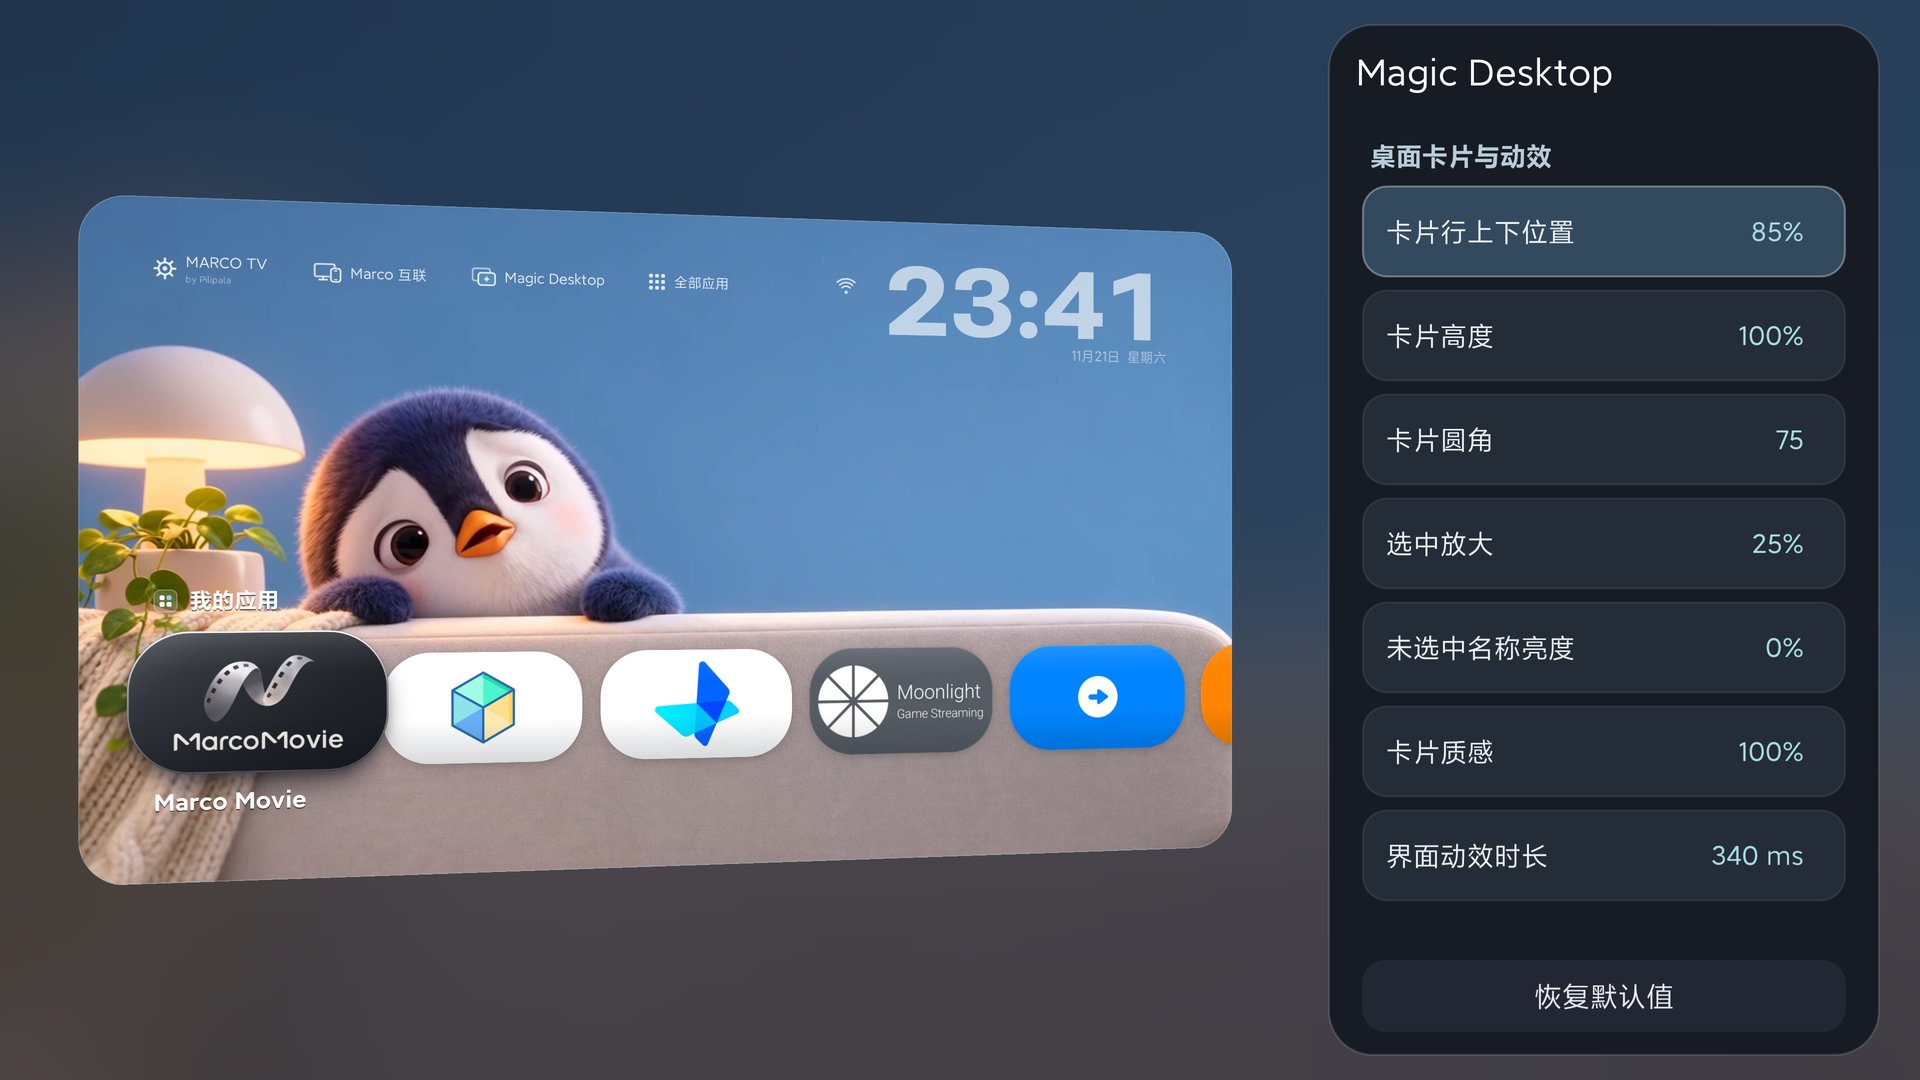 MARCO TV
by Pilipala
Marco 互联
Magic Desktop
全部应用
23:41
11月21日 星期六
我的应用
MarcoMovie
Moonlight
Game Streaming
Marco Movie
Magic Desktop
桌面卡片与动效
卡片行上下位置 85%
卡片高度 100%
卡片圆角 75
选中放大 25%
未选中名称亮度 0%
卡片质感 100%
界面动效时长 340 ms
恢复默认值